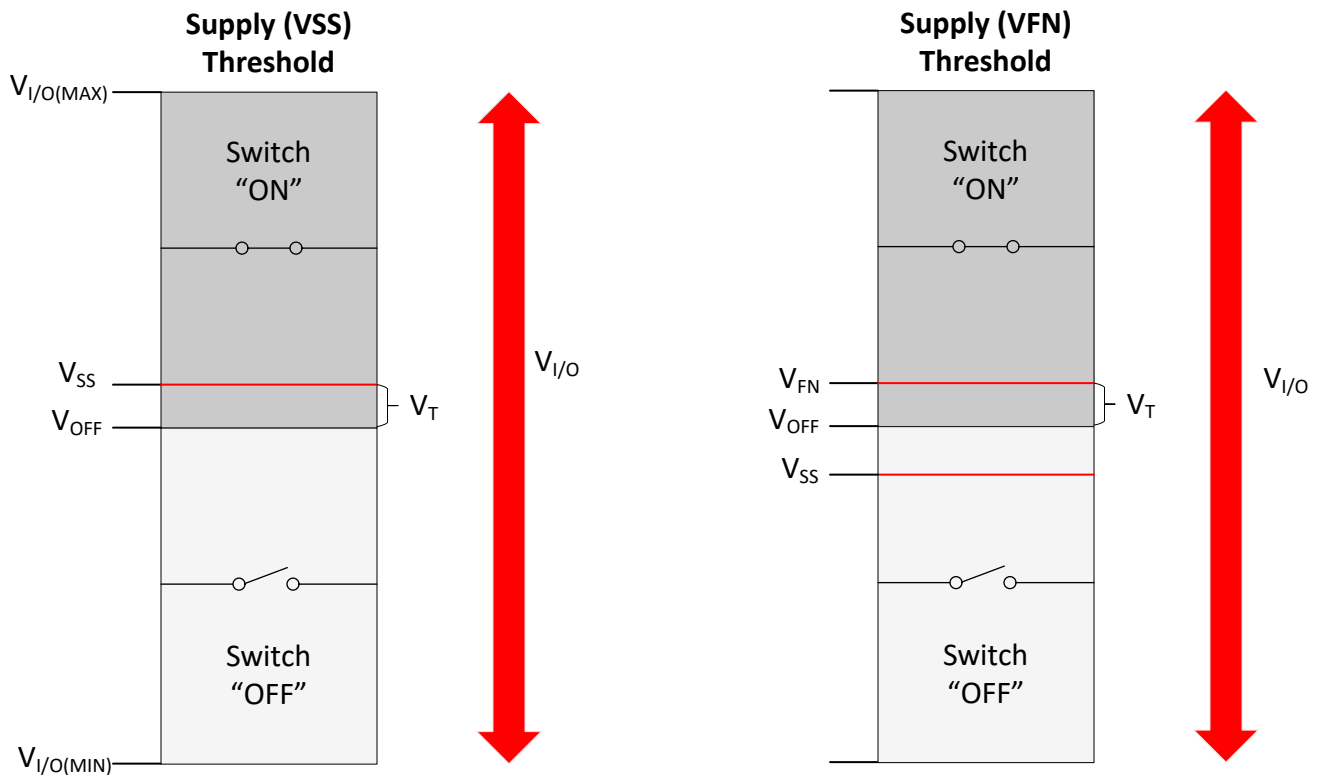 Supply (VSS)
Threshold
V_I/O(MAX)
Switch
“ON”
V_SS
V_T
V_OFF
V_I/O
Switch
“OFF”
V_I/O(MIN)
Supply (VFN)
Threshold
Switch
“ON”
V_FN
V_T
V_OFF
V_SS
V_I/O
Switch
“OFF”